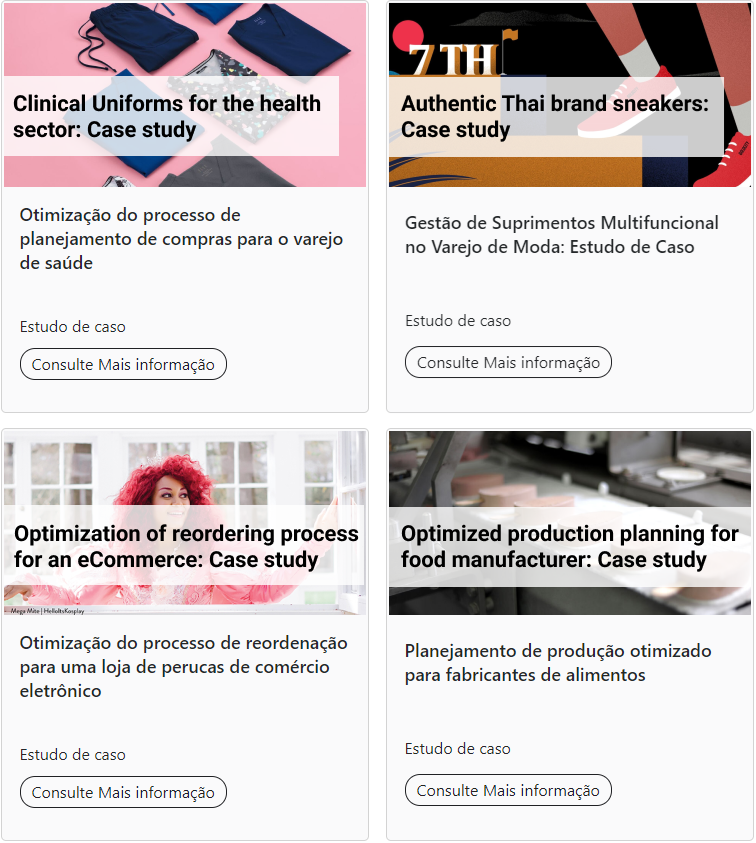 Clinical Uniforms for the health
sector: Case study
Otimização do processo de
planejamento de compras para o varejo
de saúde
Estudo de caso
Consulte Mais informação
7 TH
Authentic Thai brand sneakers:
Case study
Gestão de Suprimentos Multifuncional
no Varejo de Moda: Estudo de Caso
Estudo de caso
Consulte Mais informação
Optimization of reordering process
for an eCommerce: Case study
Mega Mite | HelloItsKosplay
Otimização do processo de reordenação
para uma loja de perucas de comércio
eletrônico
Estudo de caso
Consulte Mais informação
Optimized production planning for
food manufacturer: Case study
Planejamento de produção otimizado
para fabricantes de alimentos
Estudo de caso
Consulte Mais informação